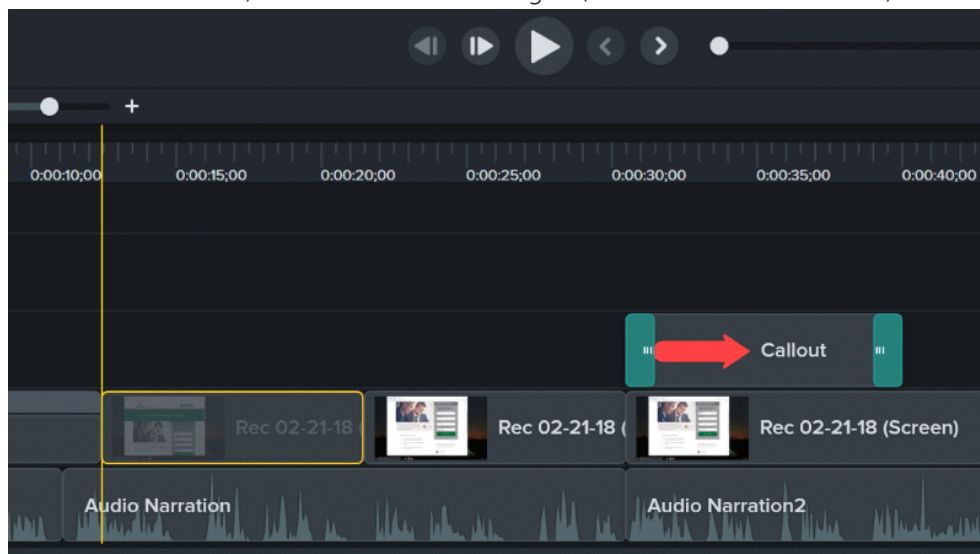 +
0:00:10;00 0:00:15;00 0:00:20;00 0:00:25;00 0:00:30;00 0:00:35;00 0:00:40;00
Callout
Rec 02-21-18 ( Rec 02-21-18 ( Rec 02-21-18 (Screen)
Audio Narration Audio Narration2